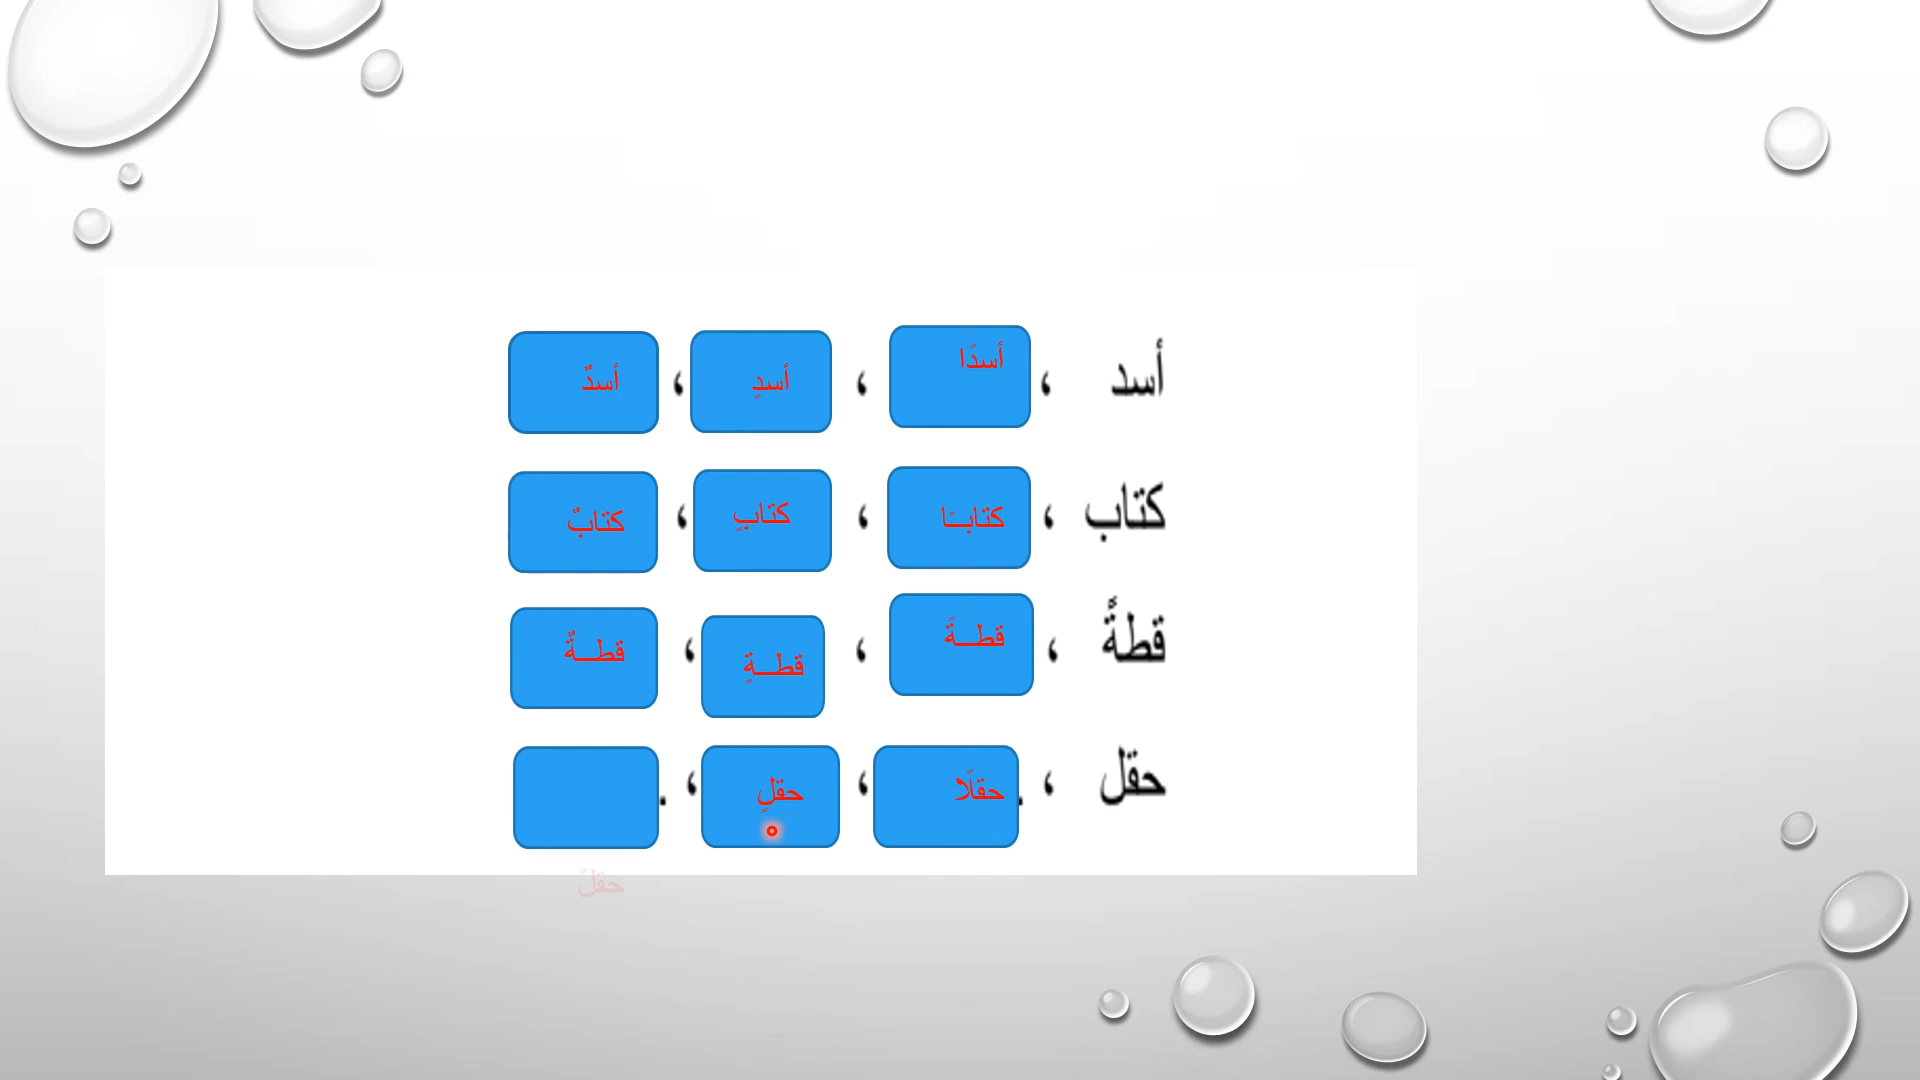 أسد ، أسدًا ، أسدٍ ، أسدٌ
كتاب ، كتابـًا ، كتابٍ ، كتابٌ
قطةً ، قطـةً ، قطـةٍ ، قطـةٌ
حقل ، . حقلًا ، حقلٍ ، .
حقلٌ